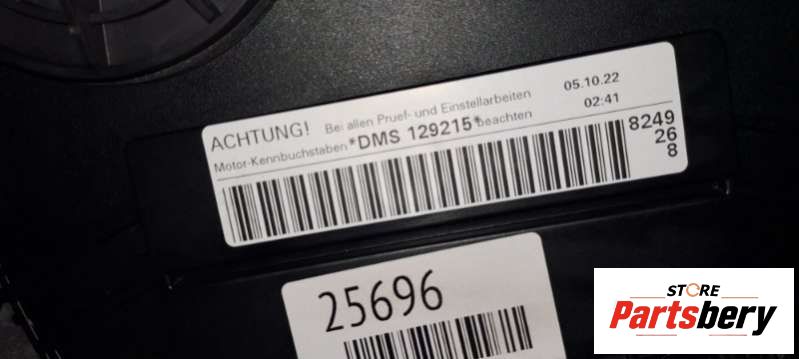 ACHTUNG! Bei allen Pruef- und Einstellarbeiten 05.10.22
Motor-Kennbuchstaben *DMS 129215* beachten 02:41
8249
26
8
25696
STORE
Partsbery